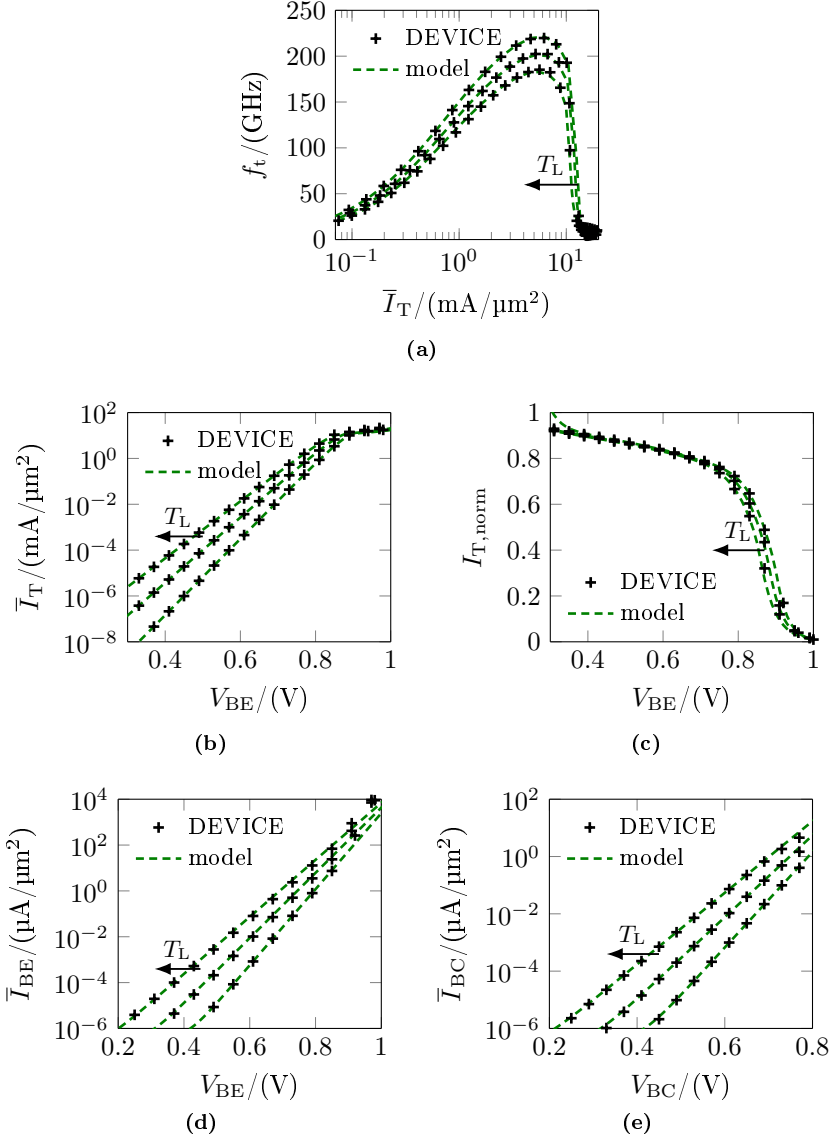 250
200
150
100
50
0
f_t/(GHz)
DEVICE
model
T_L
10^−1
10^0
10^1
I̅_T/(mA/µm²)
(a)
10^2
10^0
10^−2
10^−4
10^−6
10^−8
I̅_T/(mA/µm²)
DEVICE
model
T_L
0.4
0.6
0.8
1
V_BE/(V)
(b)
1
0.8
0.6
0.4
0.2
0
I_T,norm
T_L
DEVICE
model
0.4
0.6
0.8
1
V_BE/(V)
(c)
10^4
10^2
10^0
10^−2
10^−4
10^−6
I̅_BE/(µA/µm²)
DEVICE
model
T_L
0.2
0.4
0.6
0.8
1
V_BE/(V)
(d)
10^2
10^0
10^−2
10^−4
10^−6
I̅_BC/(µA/µm²)
DEVICE
model
T_L
0.2
0.4
0.6
0.8
V_BC/(V)
(e)